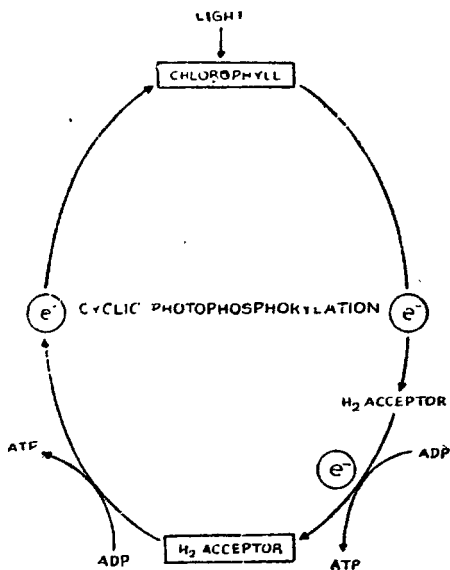 LIGHT
CHLOROPHYLL
e⁻ CYCLIC PHOTOPHOSPHORYLATION e⁻
H₂ ACCEPTOR
ATP e⁻ ADP
H₂ ACCEPTOR
ADP ATP